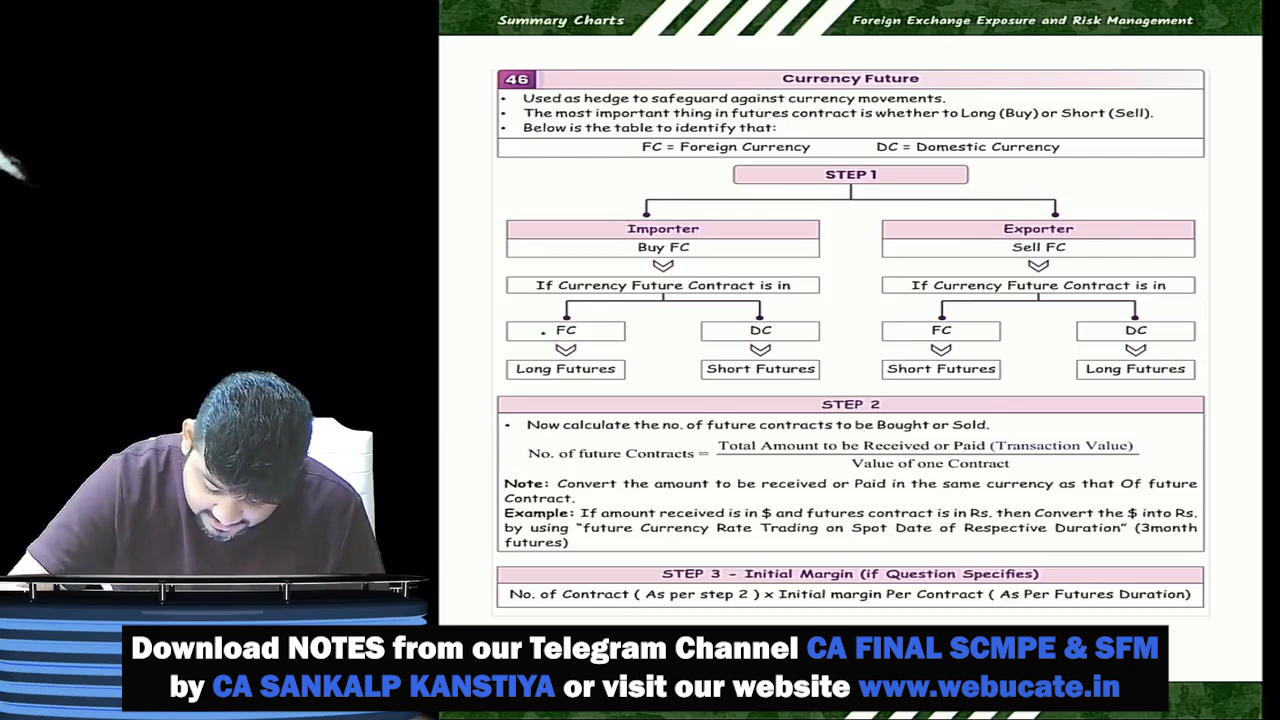 Summary Charts
Foreign Exchange Exposure and Risk Management
46
Currency Future
• Used as hedge to safeguard against currency movements.
• The most important thing in futures contract is whether to Long (Buy) or Short (Sell).
• Below is the table to identify that:
FC = Foreign Currency DC = Domestic Currency
STEP 1
Importer
Buy FC
If Currency Future Contract is in
FC
Long Futures
DC
Short Futures
Exporter
Sell FC
If Currency Future Contract is in
FC
Short Futures
DC
Long Futures
STEP 2
• Now calculate the no. of future contracts to be Bought or Sold.
No. of future Contracts = Total Amount to be Received or Paid (Transaction Value)
Value of one Contract
Note: Convert the amount to be received or Paid in the same currency as that Of future
Contract.
Example: If amount received is in $ and futures contract is in Rs. then Convert the $ into Rs.
by using "future Currency Rate Trading on Spot Date of Respective Duration" (3month
futures)
STEP 3 - Initial Margin (if Question Specifies)
No. of Contract ( As per step 2 ) x Initial margin Per Contract ( As Per Futures Duration)
Download NOTES from our Telegram Channel CA FINAL SCMPE & SFM
by CA SANKALP KANSTIYA or visit our website www.webucate.in